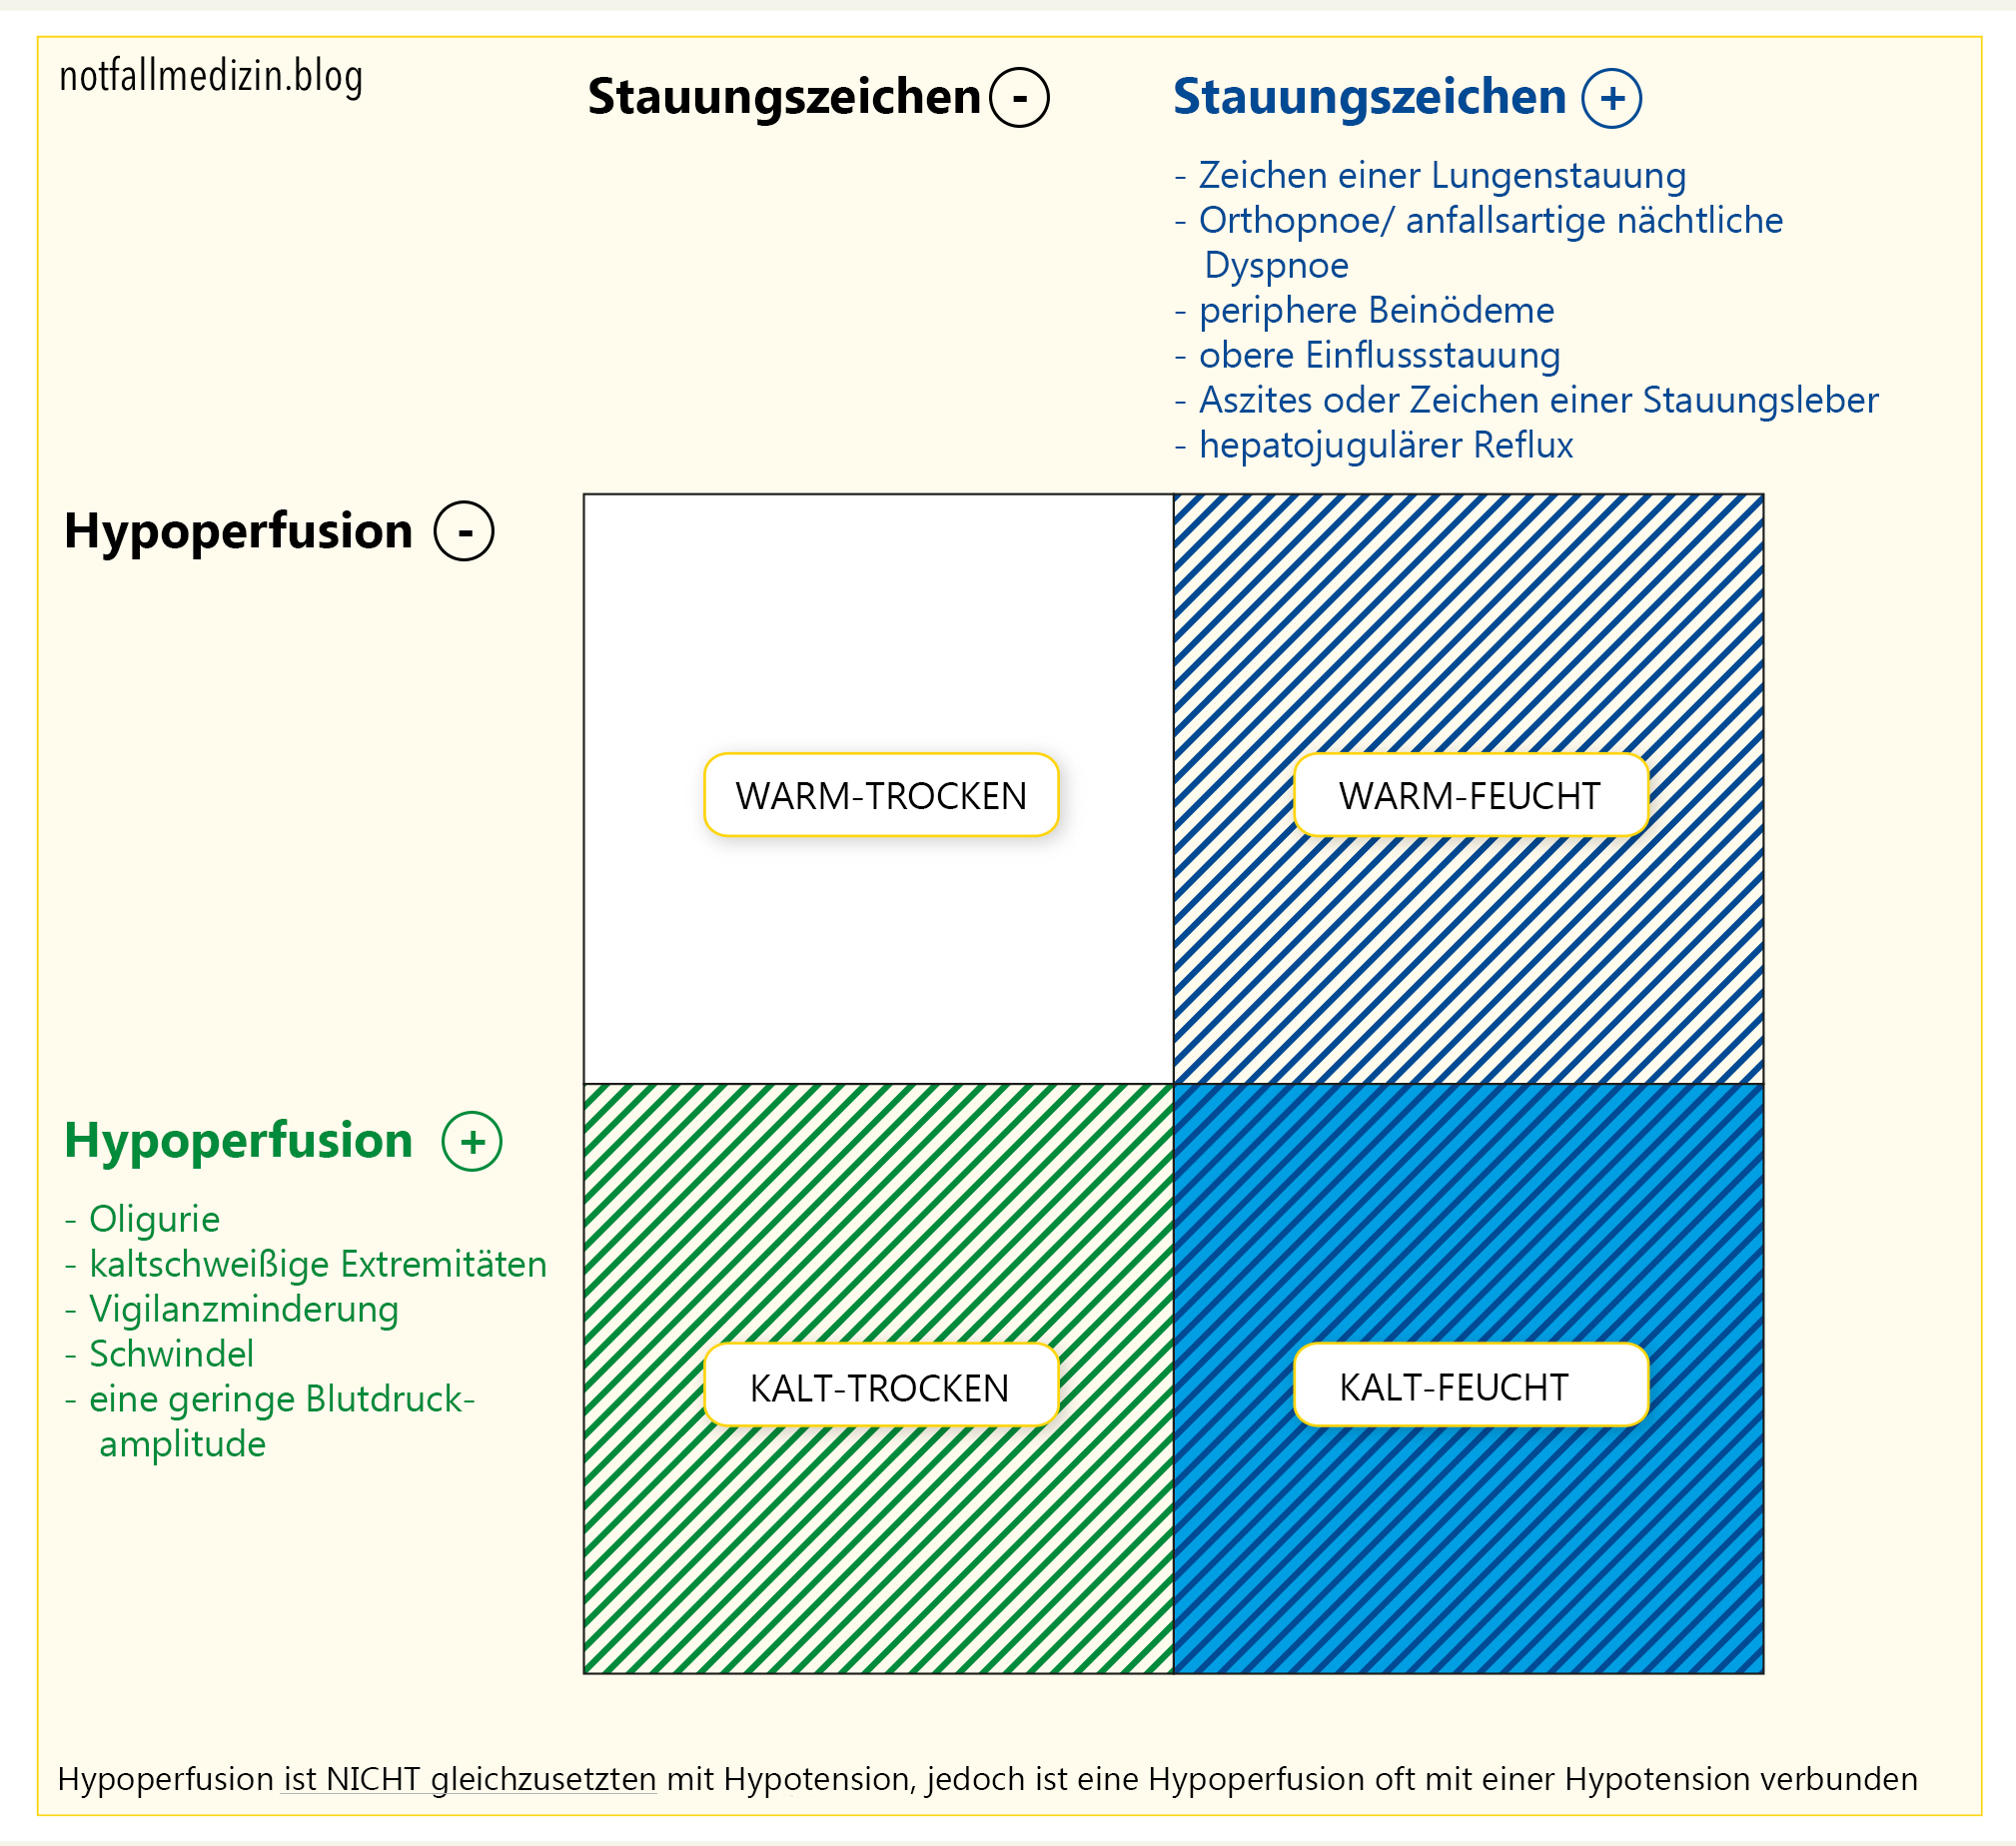 notfallmedizin.blog
Stauungszeichen -
Stauungszeichen +
- Zeichen einer Lungenstauung
- Orthopnoe/ anfallsartige nächtliche
Dyspnoe
- periphere Beinödeme
- obere Einflussstauung
- Aszites oder Zeichen einer Stauungsleber
- hepatojugulärer Reflux
Hypoperfusion -
WARM-TROCKEN
WARM-FEUCHT
Hypoperfusion +
- Oligurie
- kaltschweißige Extremitäten
- Vigilanzminderung
- Schwindel
- eine geringe Blutdruck-
amplitude
KALT-TROCKEN
KALT-FEUCHT
Hypoperfusion ist NICHT gleichzusetzten mit Hypotension, jedoch ist eine Hypoperfusion oft mit einer Hypotension verbunden